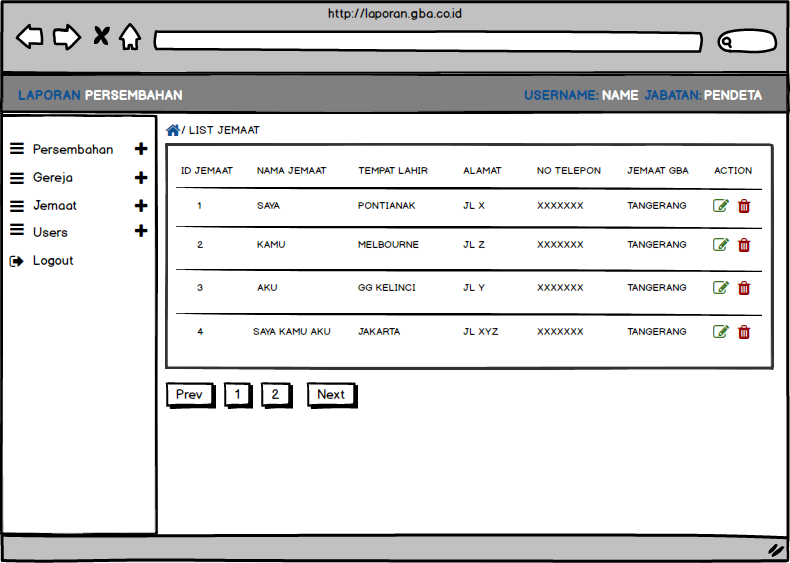 http://laporan.gba.co.id
LAPORAN PERSEMBAHAN USERNAME: NAME JABATAN: PENDETA
/ LIST JEMAAT
Persembahan
Gereja
Jemaat
Users
Logout
ID JEMAAT NAMA JEMAAT TEMPAT LAHIR ALAMAT NO TELEPON JEMAAT GBA ACTION
1 SAYA PONTIANAK JL X XXXXXXX TANGERANG
2 KAMU MELBOURNE JL Z XXXXXXX TANGERANG
3 AKU GG KELINCI JL Y XXXXXXX TANGERANG
4 SAYA KAMU AKU JAKARTA JL XYZ XXXXXXX TANGERANG
Prev 1 2 Next